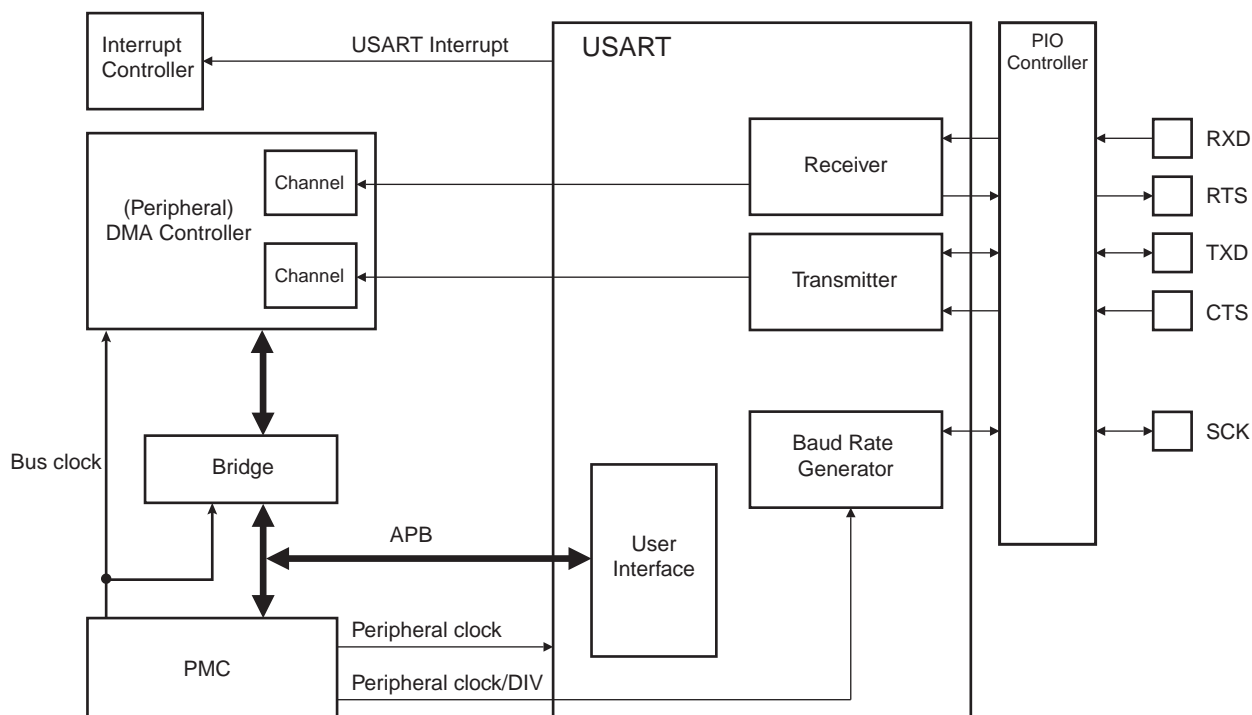 Interrupt
Controller
USART Interrupt
USART
PIO
Controller
(Peripheral)
DMA Controller
Channel
Channel
Receiver
Transmitter
RXD
RTS
TXD
CTS
SCK
Baud Rate
Generator
Bus clock
Bridge
APB
User
Interface
PMC
Peripheral clock
Peripheral clock/DIV